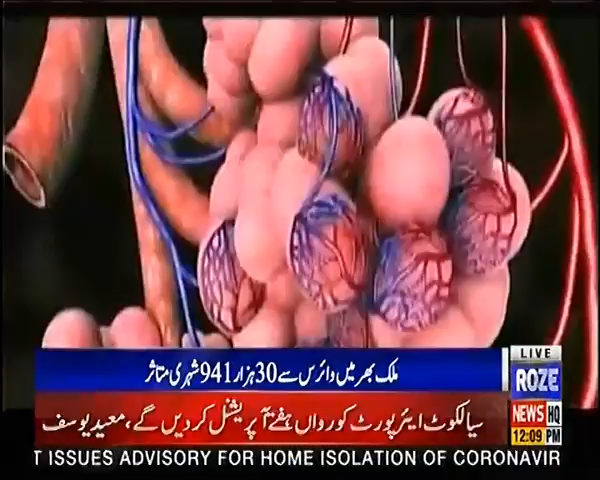 LIVE
ROZE
NEWS HQ
12:09 PM
ملک بھر میں وائرس سے 30 ہزار 941 شہری متاثر
سیالکوٹ ایئرپورٹ کو رواں ہفتے آپریشنل کر دیں گے، معید یوسف
T ISSUES ADVISORY FOR HOME ISOLATION OF CORONAVIR